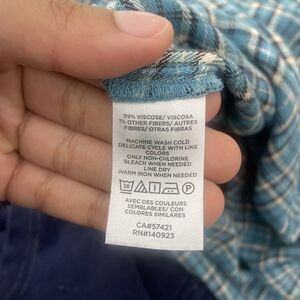 99% VISCOSE/ VISCOSA
1% OTHER FIBERS/ AUTRES
FIBRES/ OTRAS FIBRAS
MACHINE WASH COLD
DELICATE CYCLE WITH LIKE
COLORS
ONLY NON-CHLORINE
BLEACH WHEN NEEDED
LINE DRY
WARM IRON WHEN NEEDED
30
P
AVEC DES COULEURS
SEMBLABLES/ CON
COLORES SIMILARES
CA#57421
RN#140923